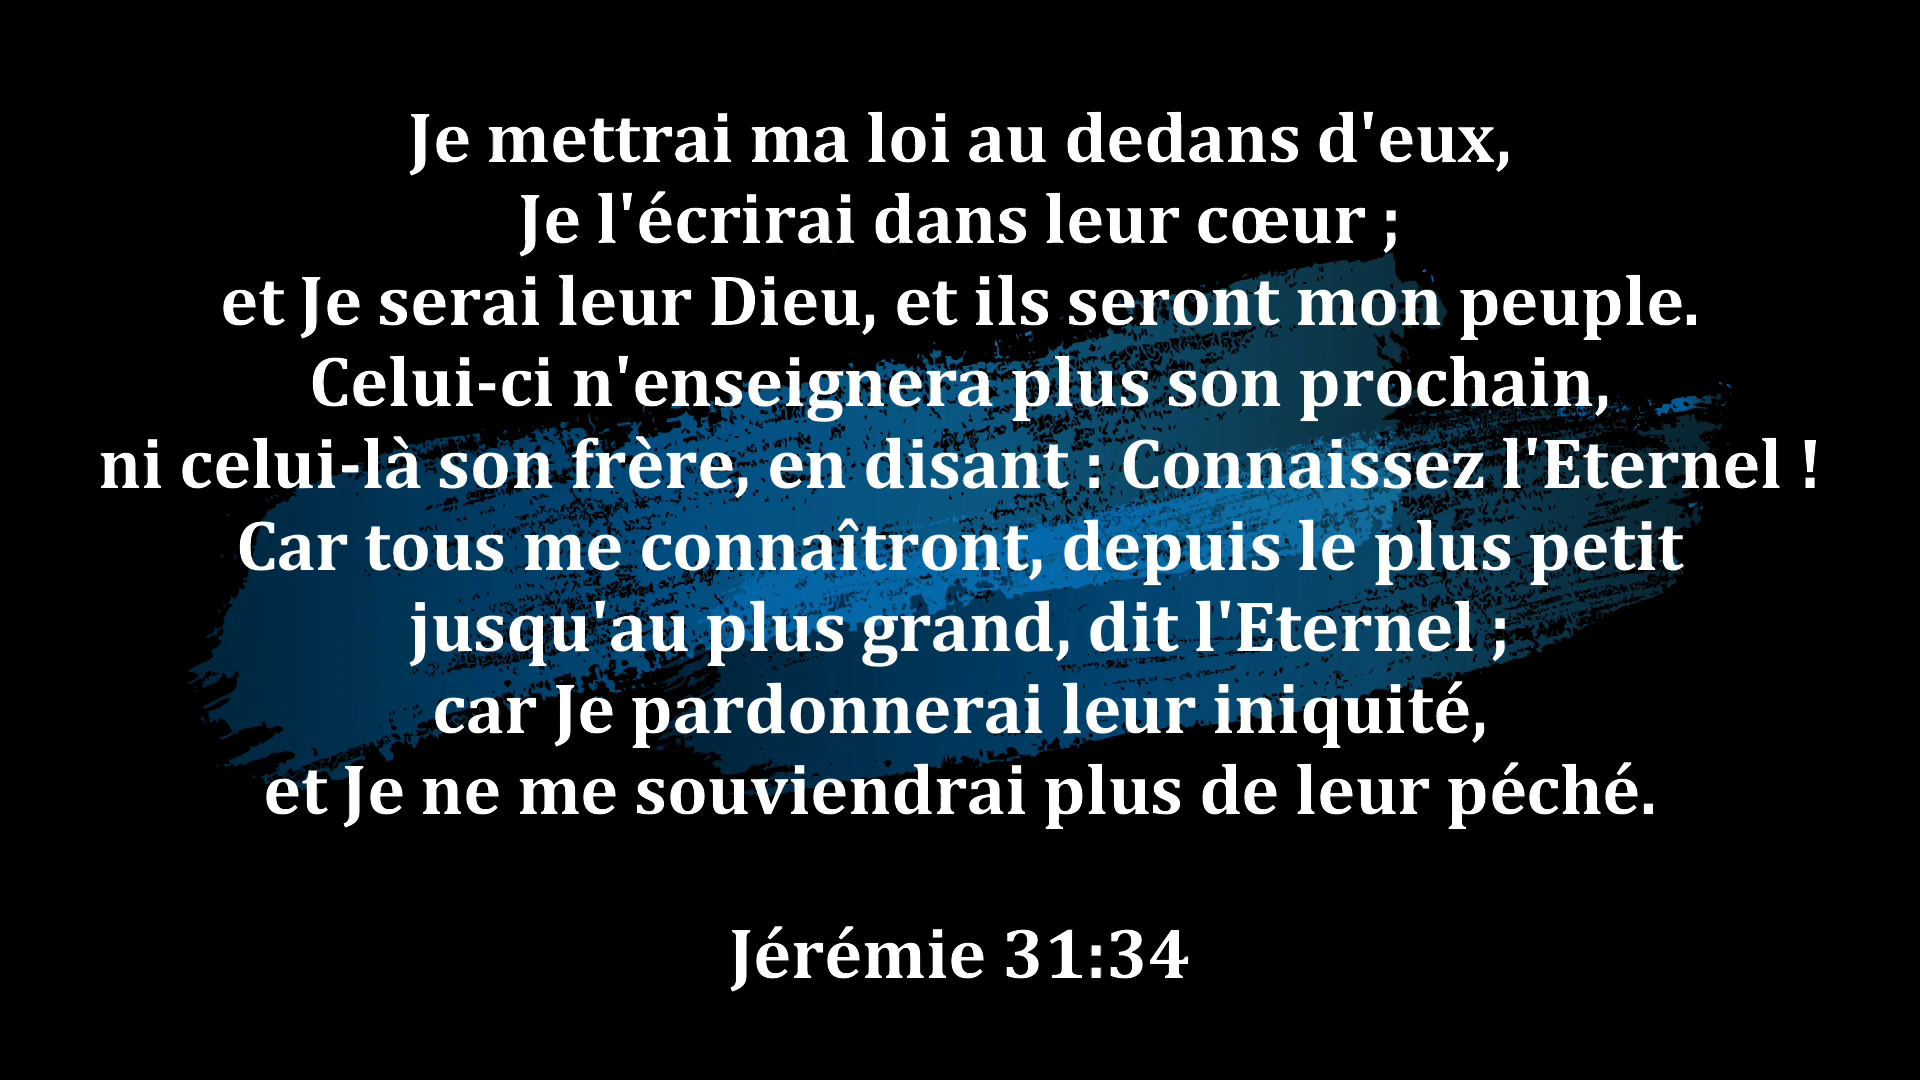 Je mettrai ma loi au dedans d'eux,
Je l'écrirai dans leur cœur ;
et Je serai leur Dieu, et ils seront mon peuple.
Celui-ci n'enseignera plus son prochain,
ni celui-là son frère, en disant : Connaissez l'Eternel !
Car tous me connaîtront, depuis le plus petit
jusqu'au plus grand, dit l'Eternel ;
car Je pardonnerai leur iniquité,
et Je ne me souviendrai plus de leur péché.
Jérémie 31:34